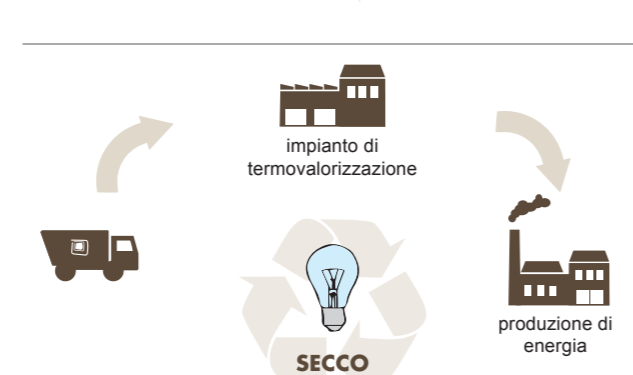 impianto di
termovalorizzazione
produzione di
energia
SECCO